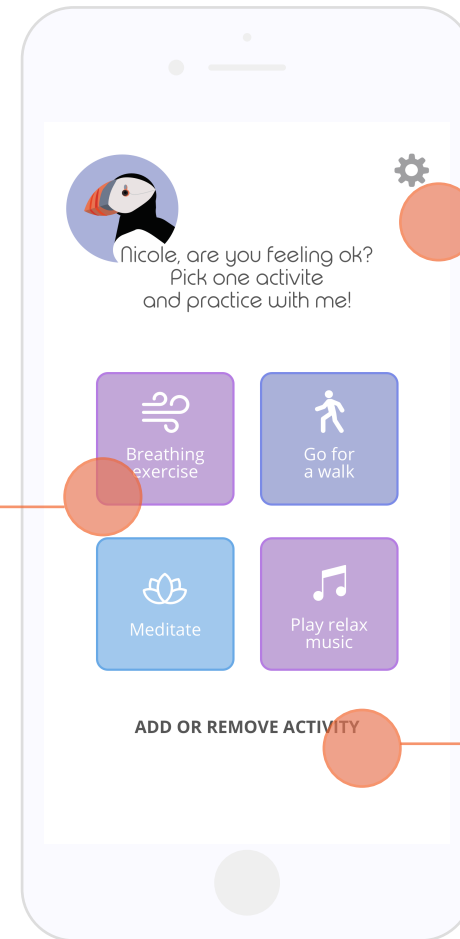 Nicole, are you feeling ok?
Pick one activite
and practice with me!
Breathing
exercise
Go for
a walk
Meditate
Play relax
music
ADD OR REMOVE ACTIVITY